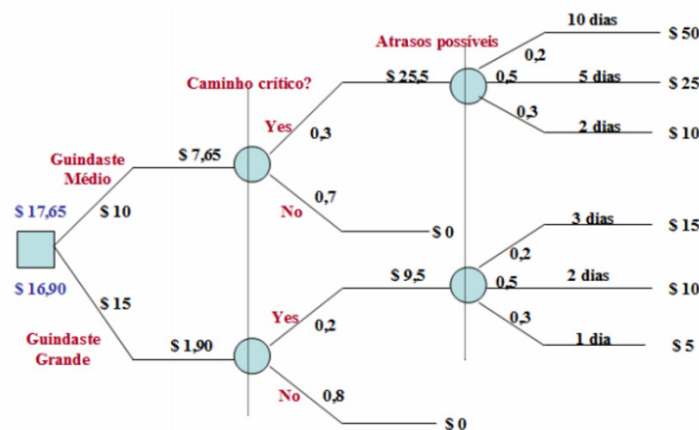 10 dias
$ 50
Atrasos possíveis
0,2
Caminho crítico?
$ 25,5
0,5
5 dias
$ 25
Yes
0,3
0,3
2 dias
$ 10
Guindaste
Médio
$ 7,65
$ 17,65
$ 10
0,7
No
$ 0
3 dias
$ 15
0,2
$ 16,90
$ 15
$ 9,5
0,5
2 dias
$ 10
Yes
0,2
0,3
Guindaste
Grande
$ 1,90
1 dia
$ 5
No
0,8
$ 0